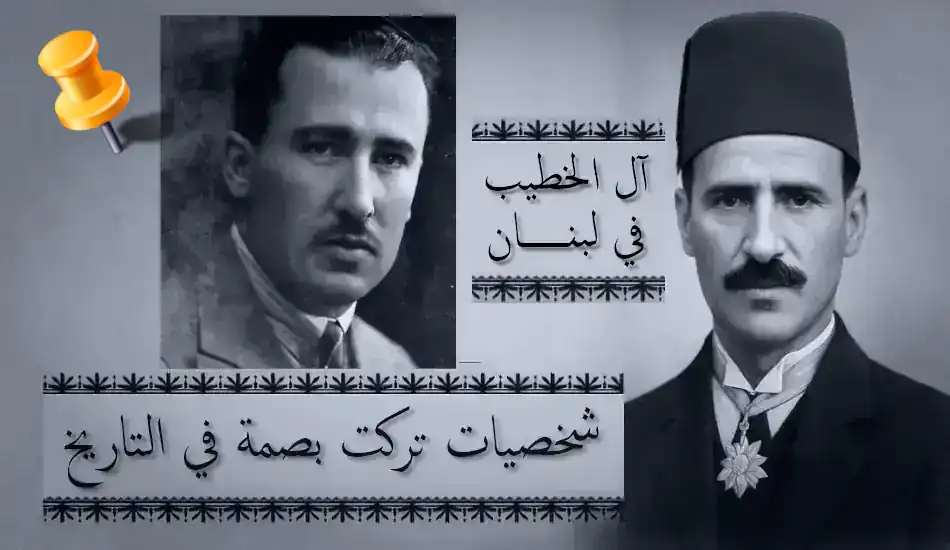 آل الخطيب
في لبنـــان
شخصيات تركت بصمة في التاريخ